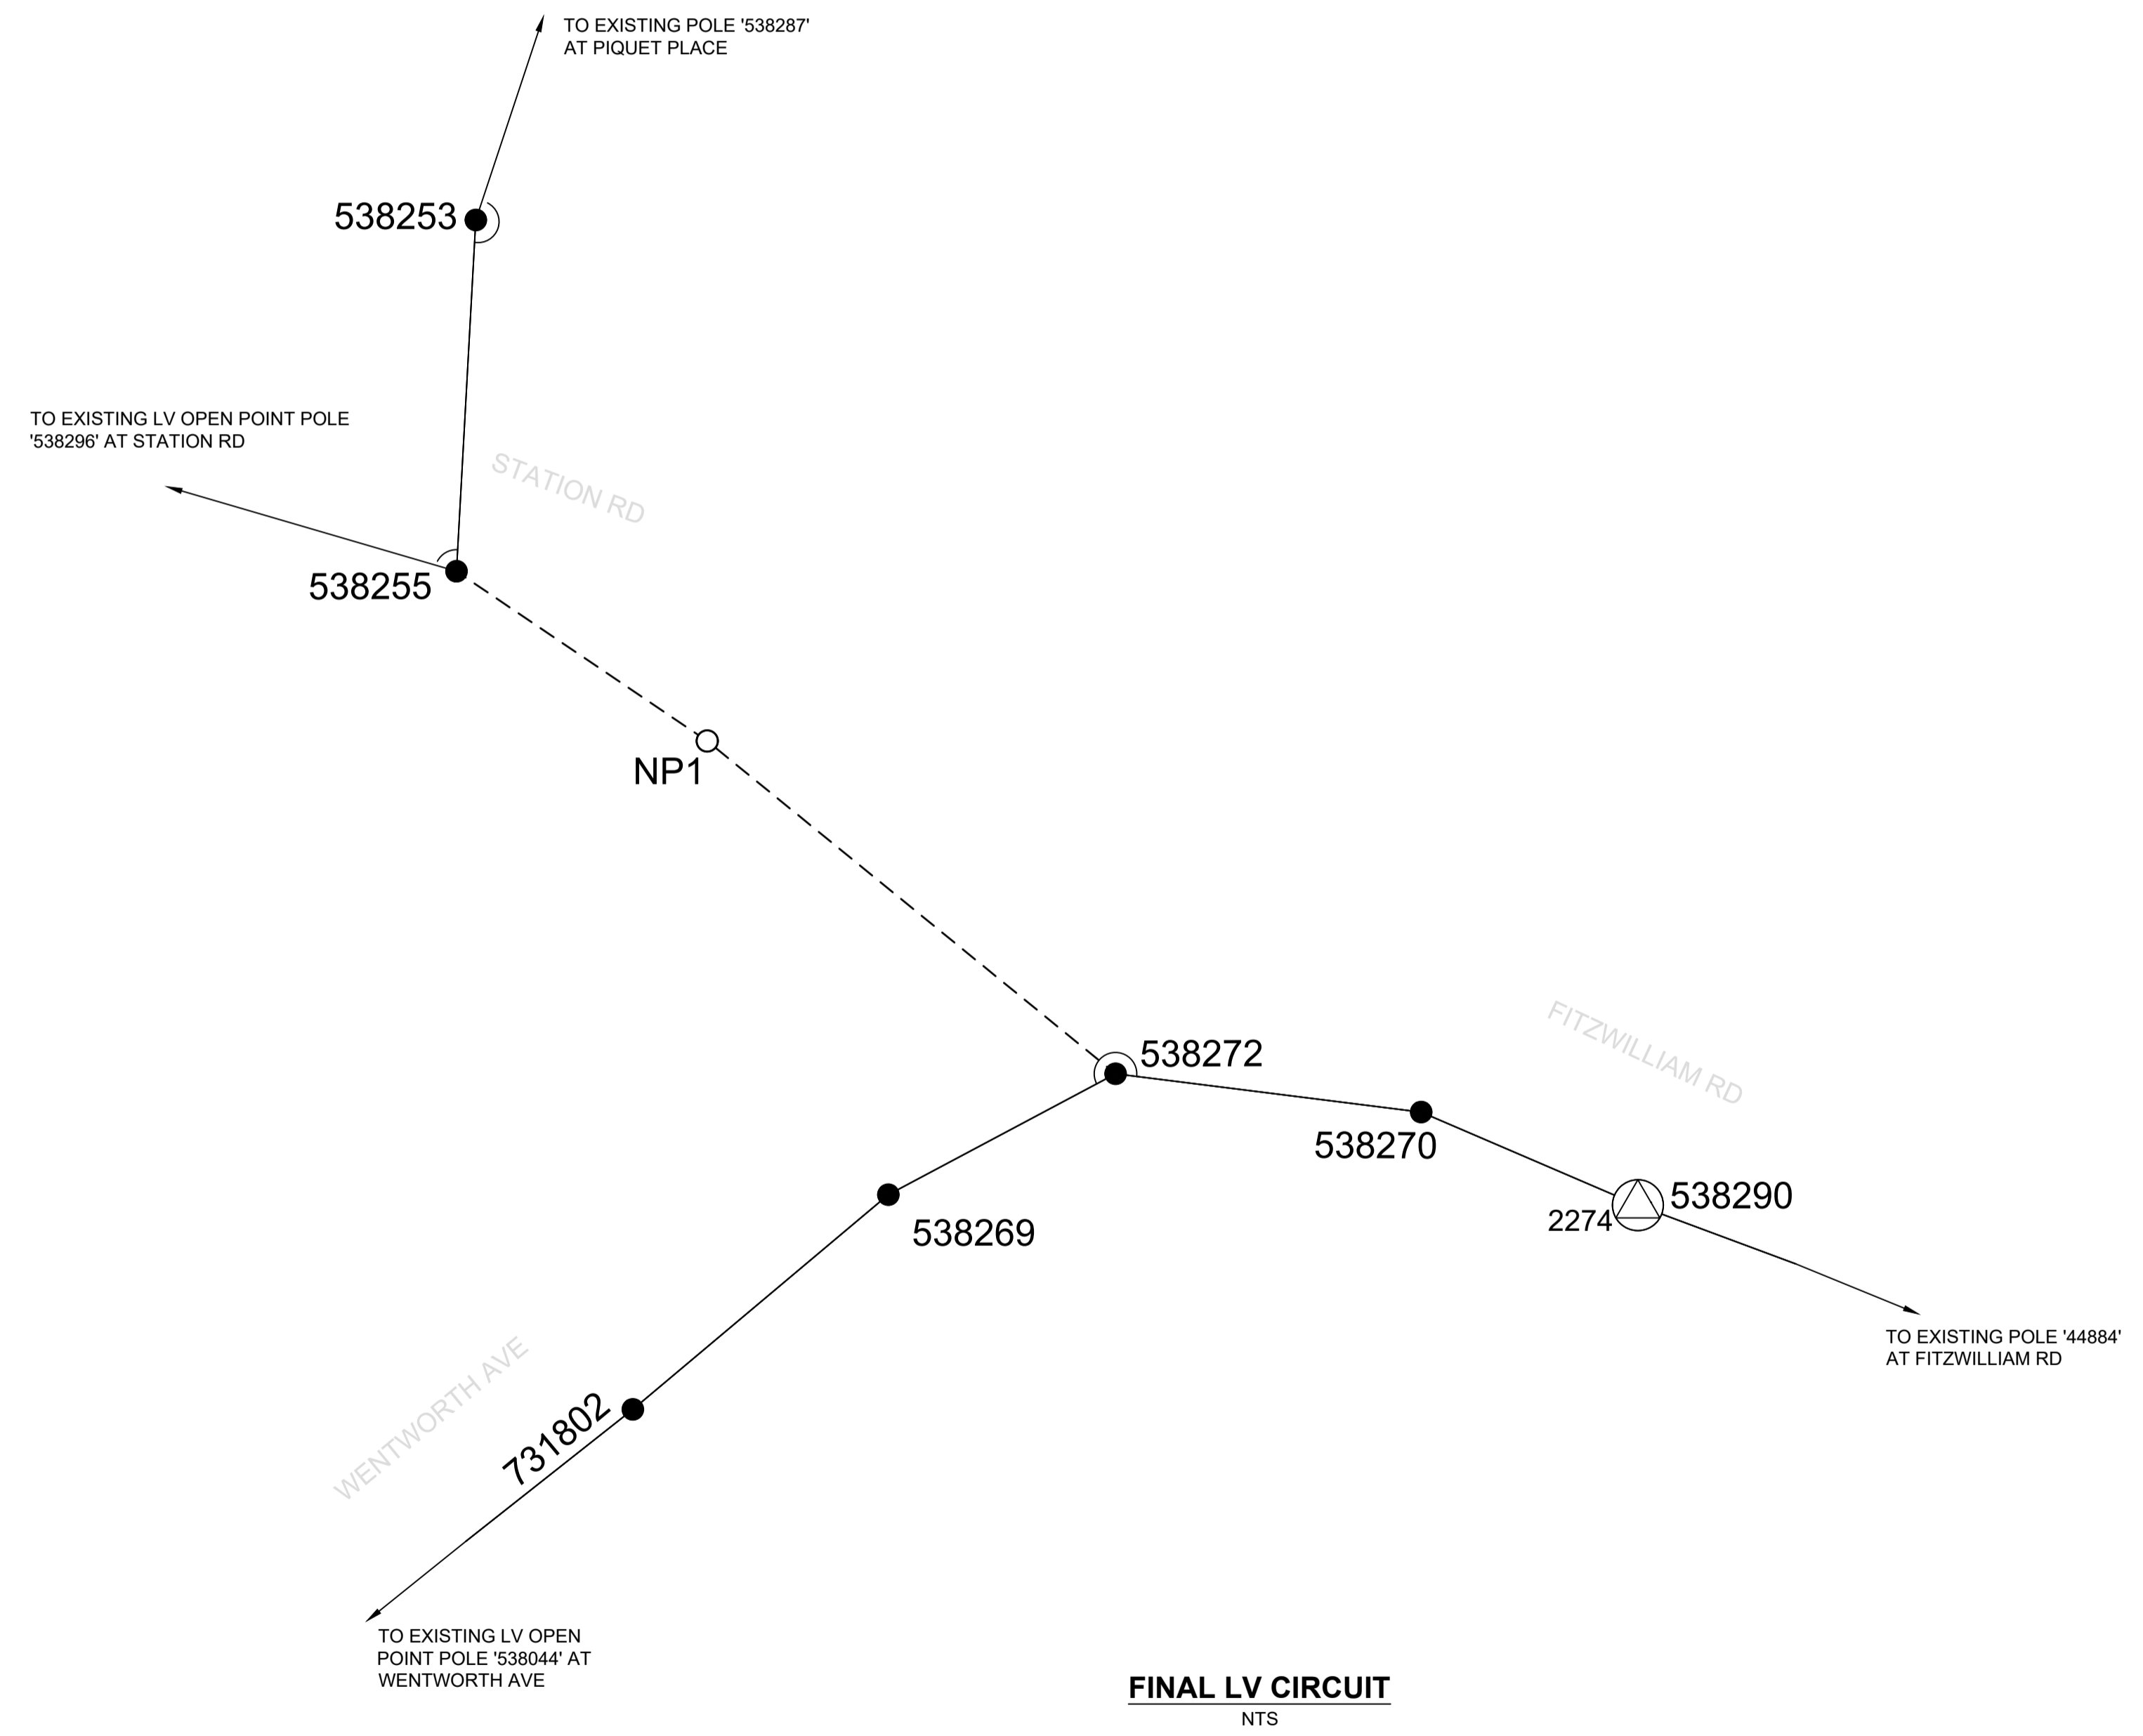 TO EXISTING POLE '538287'
AT PIQUET PLACE
538253
TO EXISTING LV OPEN POINT POLE
'538296' AT STATION RD
STATION RD
538255
NP1
538272
FITZWILLIAM RD
538270
538290
2274
538269
TO EXISTING POLE '44884'
AT FITZWILLIAM RD
WENTWORTH AVE
731802
TO EXISTING LV OPEN
POINT POLE '538044' AT
WENTWORTH AVE
FINAL LV CIRCUIT
NTS